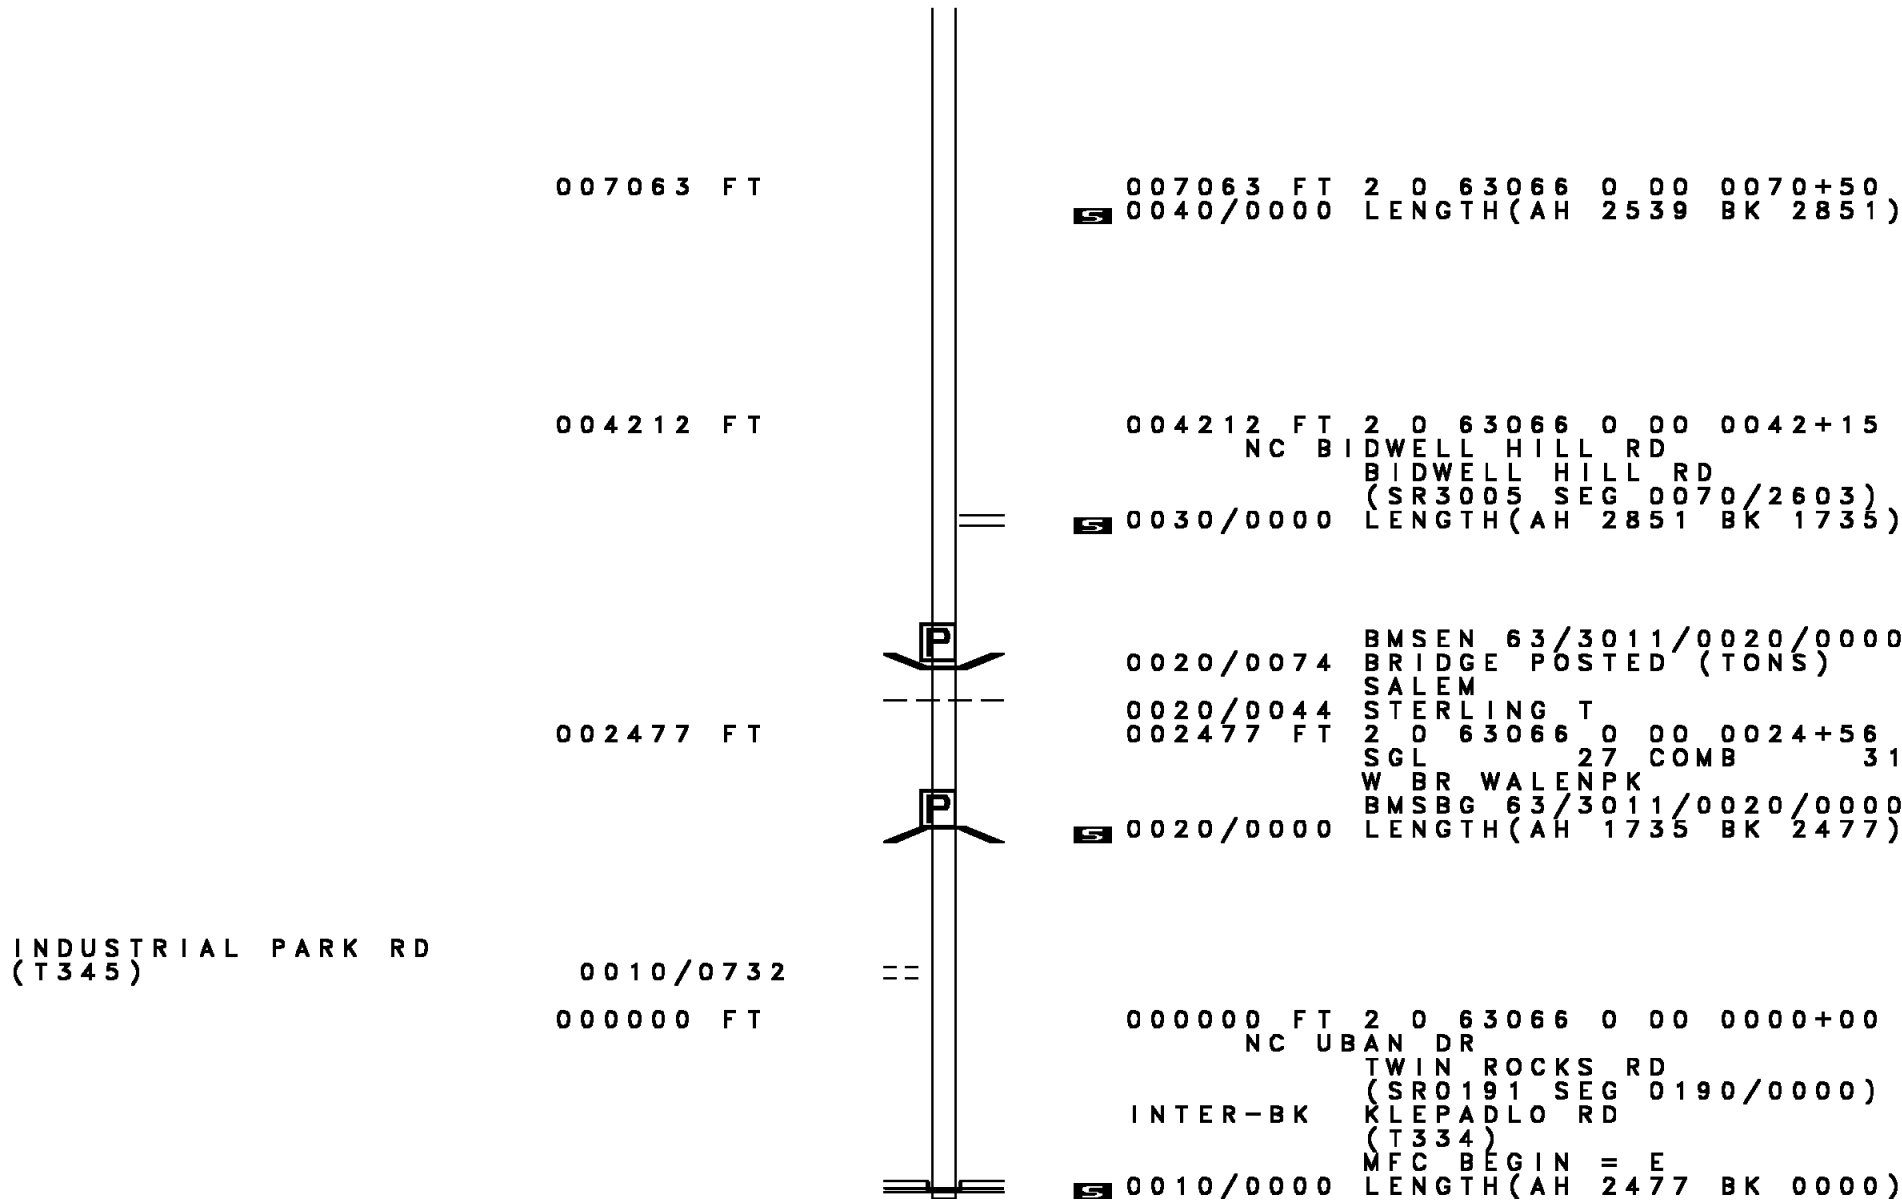 007063 FT 007063 FT 2 0 63066 0 00 0070+50
S 0040/0000 LENGTH(AH 2539 BK 2851)
004212 FT 004212 FT 2 0 63066 0 00 0042+15
NC BIDWELL HILL RD
BIDWELL HILL RD
(SR3005 SEG 0070/2603)
S 0030/0000 LENGTH(AH 2851 BK 1735)
P BMSEN 63/3011/0020/0000
0020/0074 BRIDGE POSTED (TONS)
SALEM
0020/0044 STERLING T
002477 FT 002477 FT 2 0 63066 0 00 0024+56
SGL 27 COMB 31
W BR WALENPK
P BMSBG 63/3011/0020/0000
S 0020/0000 LENGTH(AH 1735 BK 2477)
INDUSTRIAL PARK RD
(T345) 0010/0732
000000 FT 000000 FT 2 0 63066 0 00 0000+00
NC UBAN DR
TWIN ROCKS RD
(SR0191 SEG 0190/0000)
INTER-BK KLEPADLO RD
(T334)
MFC BEGIN = E
S 0010/0000 LENGTH(AH 2477 BK 0000)